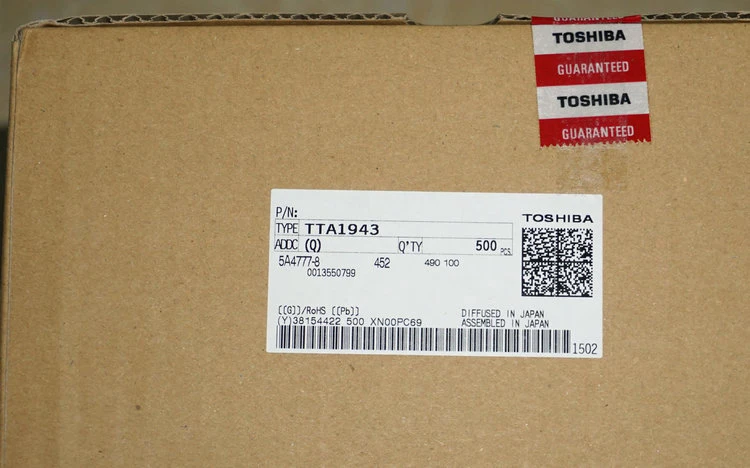 GUARANTEED
TOSHIBA
GUARANTEED
TOSHIBA
GUARANTEED
P/N:
TOSHIBA
TYPE TTA1943
ADDC (Q) Q'TY 500 PCS.
5A4777-8 452 490 100
0013550799
[[G]]/RoHS [[Pb]] DIFFUSED IN JAPAN
(Y)38154422 500 XN00PC69 ASSEMBLED IN JAPAN
1502